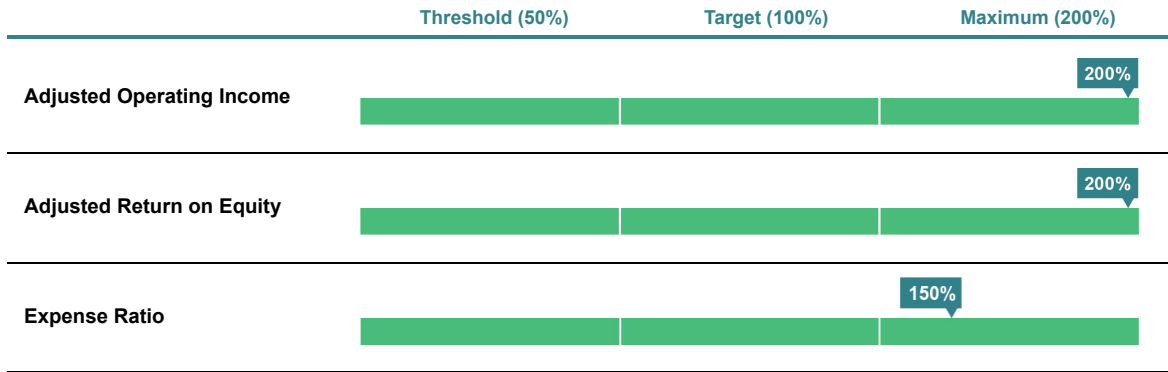 Threshold (50%) Target (100%) Maximum (200%)
200%
Adjusted Operating Income
200%
Adjusted Return on Equity
150%
Expense Ratio